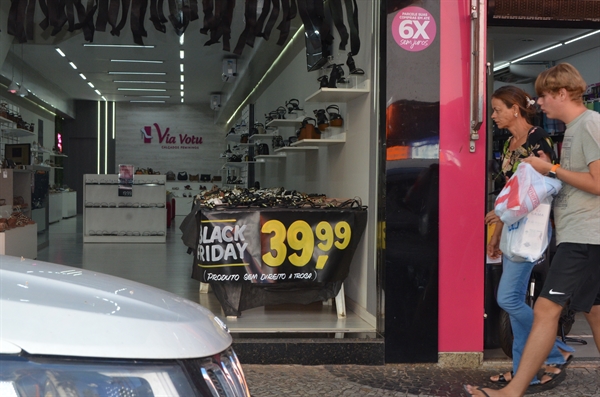 6X
SEM JUROS
Via Votu
BLACK
FRIDAY
39,99
(PRODUTO SEM DIREITO A TROCA)